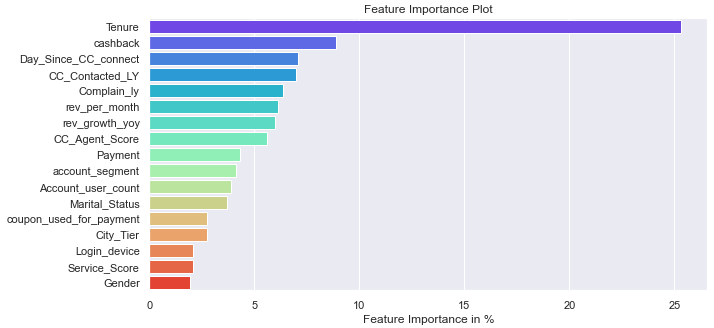 Feature Importance Plot
Tenure
cashback
Day_Since_CC_connect
CC_Contacted_LY
Complain_ly
rev_per_month
rev_growth_yoy
CC_Agent_Score
Payment
account_segment
Account_user_count
Marital_Status
coupon_used_for_payment
City_Tier
Login_device
Service_Score
Gender
0 5 10 15 20 25
Feature Importance in %